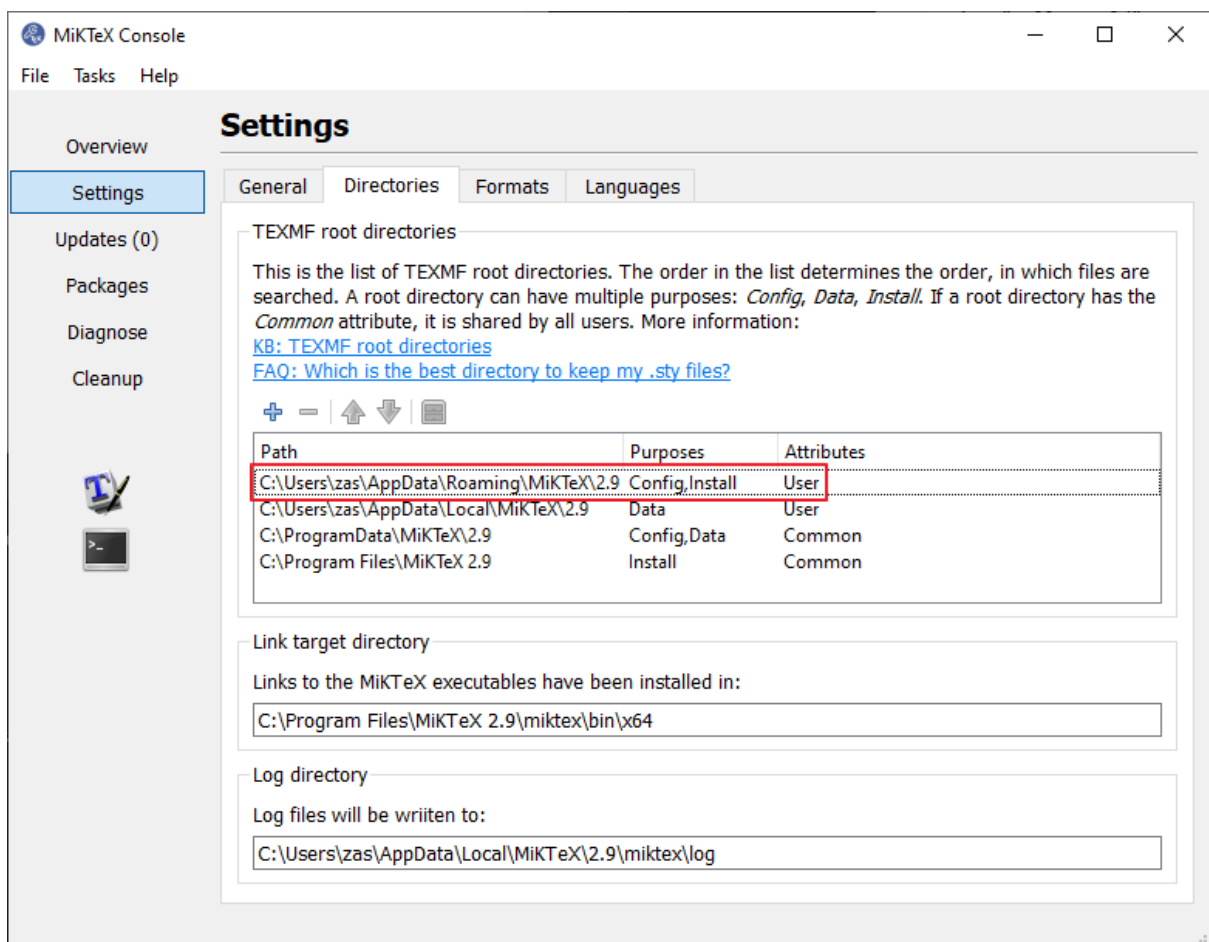 MiKTeX Console
File Tasks Help
Overview
Settings
Updates (0)
Packages
Diagnose
Cleanup
Settings
General Directories Formats Languages
TEXMF root directories
This is the list of TEXMF root directories. The order in the list determines the order, in which files are
searched. A root directory can have multiple purposes: Config, Data, Install. If a root directory has the
Common attribute, it is shared by all users. More information:
KB: TEXMF root directories
FAQ: Which is the best directory to keep my .sty files?
Path Purposes Attributes
C:\Users\zas\AppData\Roaming\MiKTeX\2.9 Config,Install User
C:\Users\zas\AppData\Local\MiKTeX\2.9 Data User
C:\ProgramData\MiKTeX\2.9 Config,Data Common
C:\Program Files\MiKTeX 2.9 Install Common
Link target directory
Links to the MiKTeX executables have been installed in:
C:\Program Files\MiKTeX 2.9\miktex\bin\x64
Log directory
Log files will be wriiten to:
C:\Users\zas\AppData\Local\MiKTeX\2.9\miktex\log